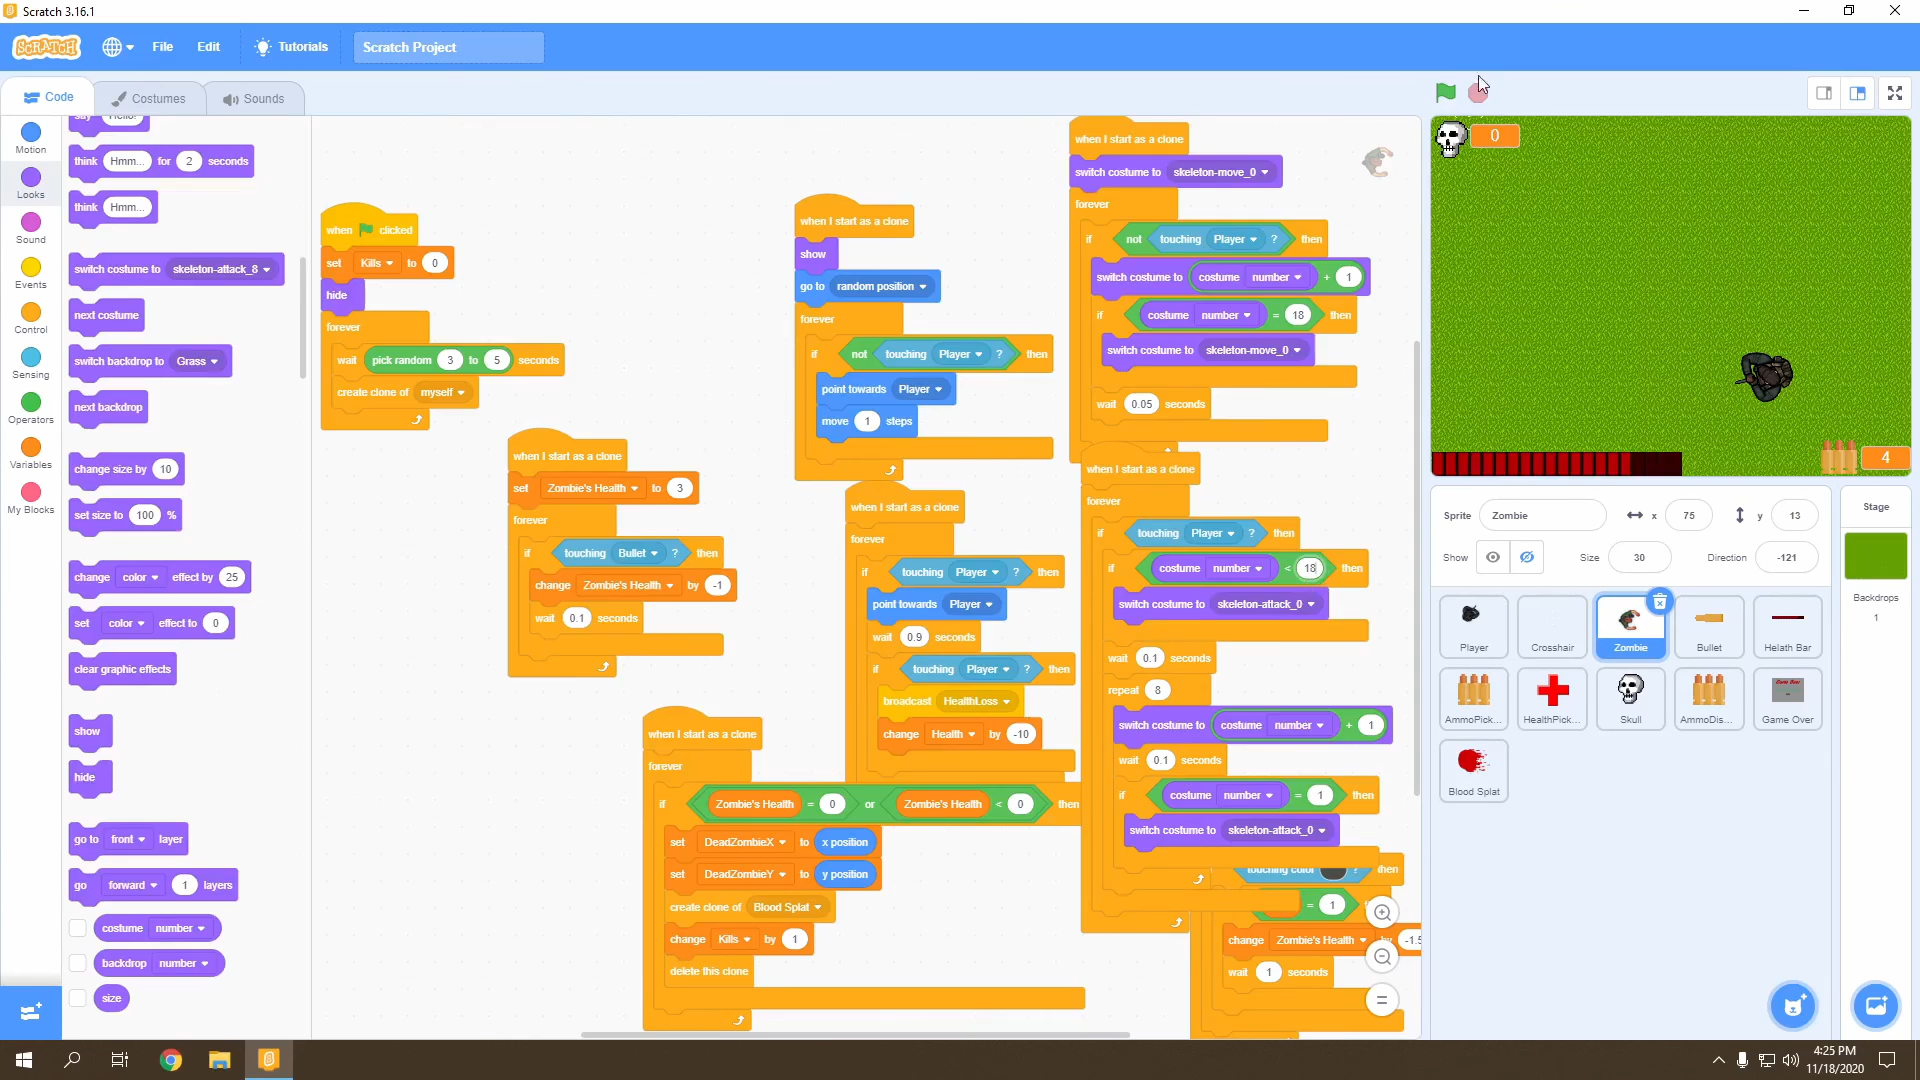 Scratch 3.16.1
SCRATCH File Edit Tutorials Scratch Project
Code Costumes Sounds
Motion
Looks
Sound
Events
Control
Sensing
Operators
Variables
My Blocks
say Hello!
think Hmm... for 2 seconds
think Hmm...
switch costume to skeleton-attack_8
next costume
switch backdrop to Grass
next backdrop
change size by 10
set size to 100 %
change color effect by 25
set color effect to 0
clear graphic effects
show
hide
go to front layer
go forward 1 layers
costume number
backdrop number
size
when clicked
set Kills to 0
hide
forever
wait pick random 3 to 5 seconds
create clone of myself
when I start as a clone
set Zombie's Health to 3
forever
if touching Bullet ? then
change Zombie's Health by -1
wait 0.1 seconds
when I start as a clone
forever
if Zombie's Health = 0 or Zombie's Health < 0 then
set DeadZombieX to x position
set DeadZombieY to y position
create clone of Blood Splat
change Kills by 1
delete this clone
when I start as a clone
show
go to random position
forever
if not touching Player ? then
point towards Player
move 1 steps
when I start as a clone
forever
if touching Player ? then
point towards Player
wait 0.9 seconds
if touching Player ? then
broadcast HealthLoss
change Health by -10
when I start as a clone
switch costume to skeleton-move_0
forever
if not touching Player ? then
switch costume to costume number + 1
if costume number = 18 then
switch costume to skeleton-move_0
wait 0.05 seconds
when I start as a clone
forever
if touching Player ? then
if costume number < 18 then
switch costume to skeleton-attack_0
wait 0.1 seconds
repeat 8
switch costume to costume number + 1
wait 0.1 seconds
if costume number = 1 then
switch costume to skeleton-attack_0
touching color ? then
= 1
change Zombie's Health by -1.5
wait 1 seconds
0
4
Sprite Zombie x 75 y 13
Show Size 30 Direction -121
Player
Crosshair
Zombie
Bullet
Helath Bar
AmmoPick...
HealthPick...
Skull
AmmoDis...
Game Over
Blood Splat
Stage
Backdrops
1
4:25 PM
11/18/2020